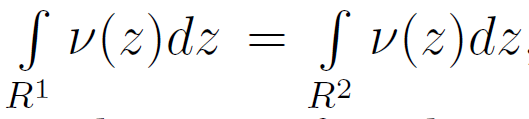 ∫_{R^1} ν(z)dz = ∫_{R^2} ν(z)dz,